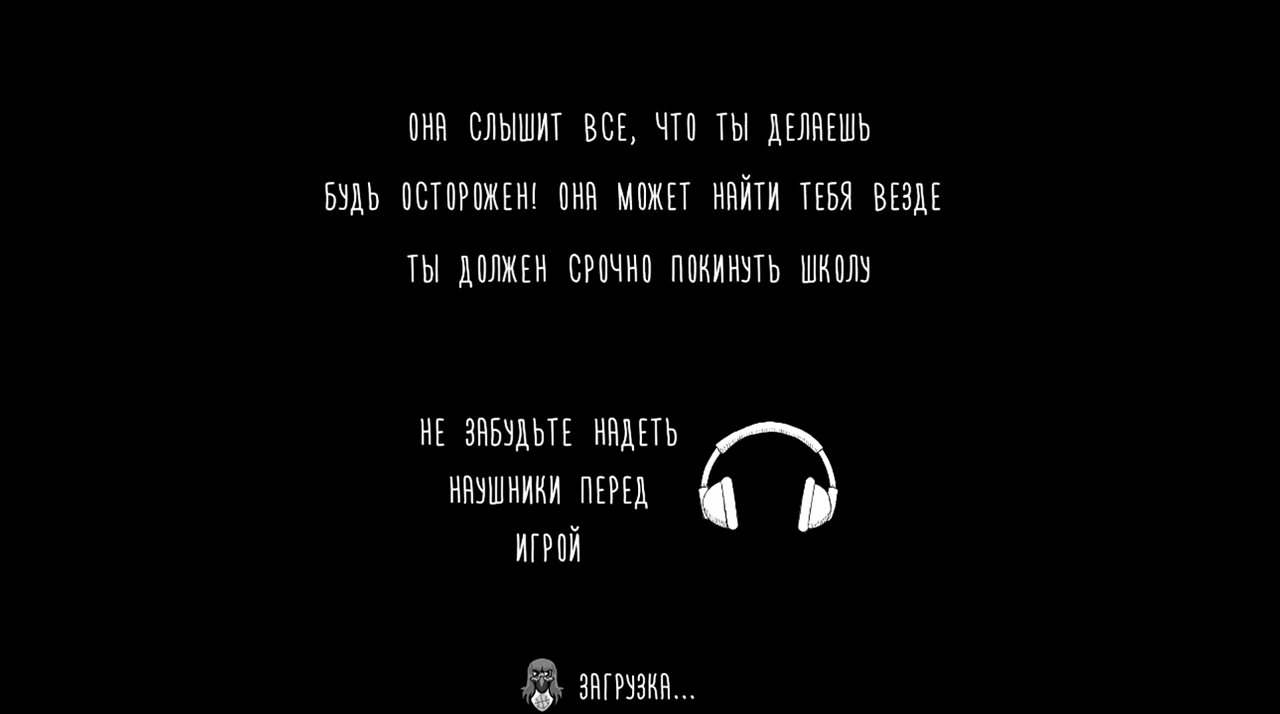 ОНА СЛЫШИТ ВСЕ, ЧТО ТЫ ДЕЛАЕШЬ
БУДЬ ОСТОРОЖЕН! ОНА МОЖЕТ НАЙТИ ТЕБЯ ВЕЗДЕ
ТЫ ДОЛЖЕН СРОЧНО ПОКИНУТЬ ШКОЛУ
НЕ ЗАБУДЬТЕ НАДЕТЬ
НАУШНИКИ ПЕРЕД
ИГРОЙ
ЗАГРУЗКА...